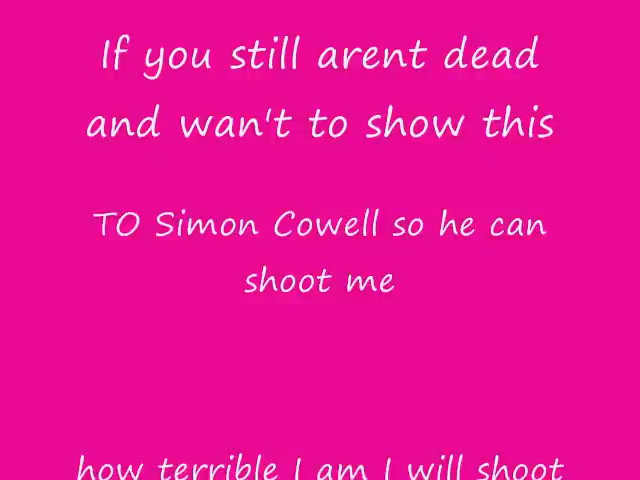 If you still arent dead
and wan't to show this
TO Simon Cowell so he can
shoot me
how terrible I am I will shoot